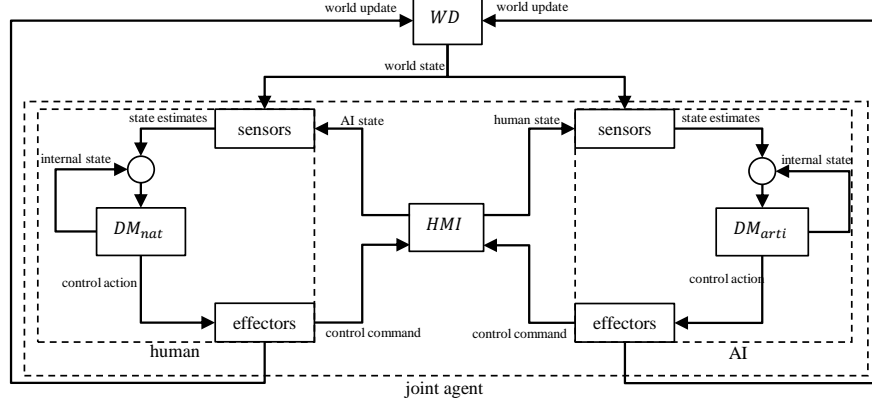 world update
WD
world update
world state
sensors
AI state
human state
sensors
state estimates
state estimates
internal state
internal state
DM_nat
HMI
DM_arti
control action
control action
effectors
effectors
control command
control command
human
AI
joint agent